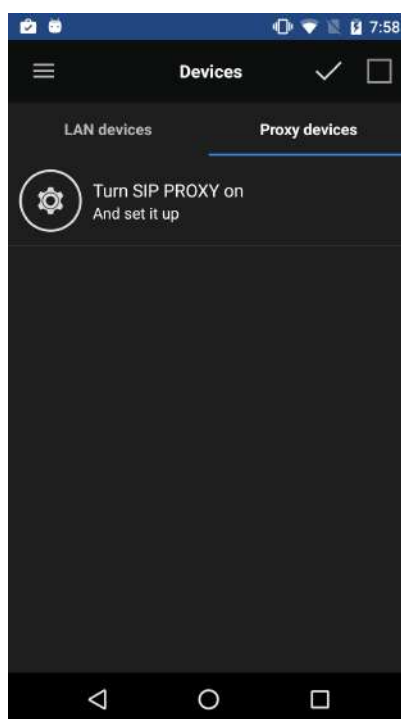 7:58
Devices
LAN devices
Proxy devices
Turn SIP PROXY on
And set it up